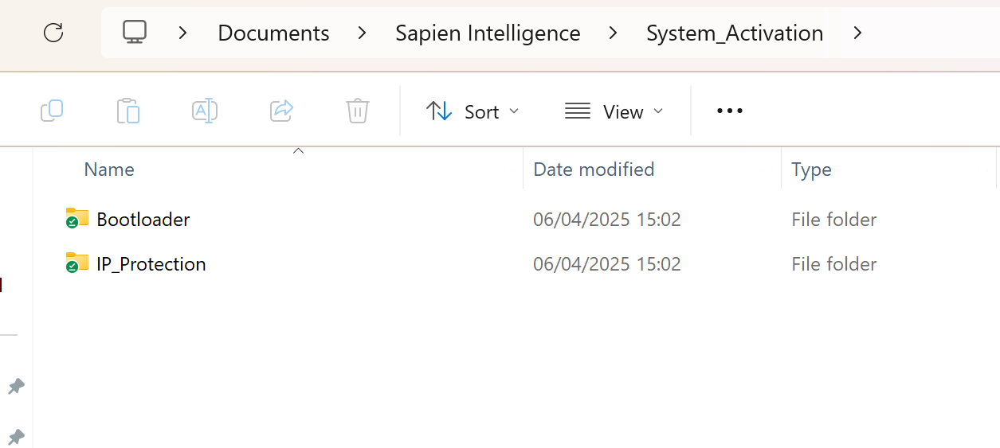 Documents > Sapien Intelligence > System_Activation >
Sort View
Name Date modified Type
Bootloader 06/04/2025 15:02 File folder
IP_Protection 06/04/2025 15:02 File folder